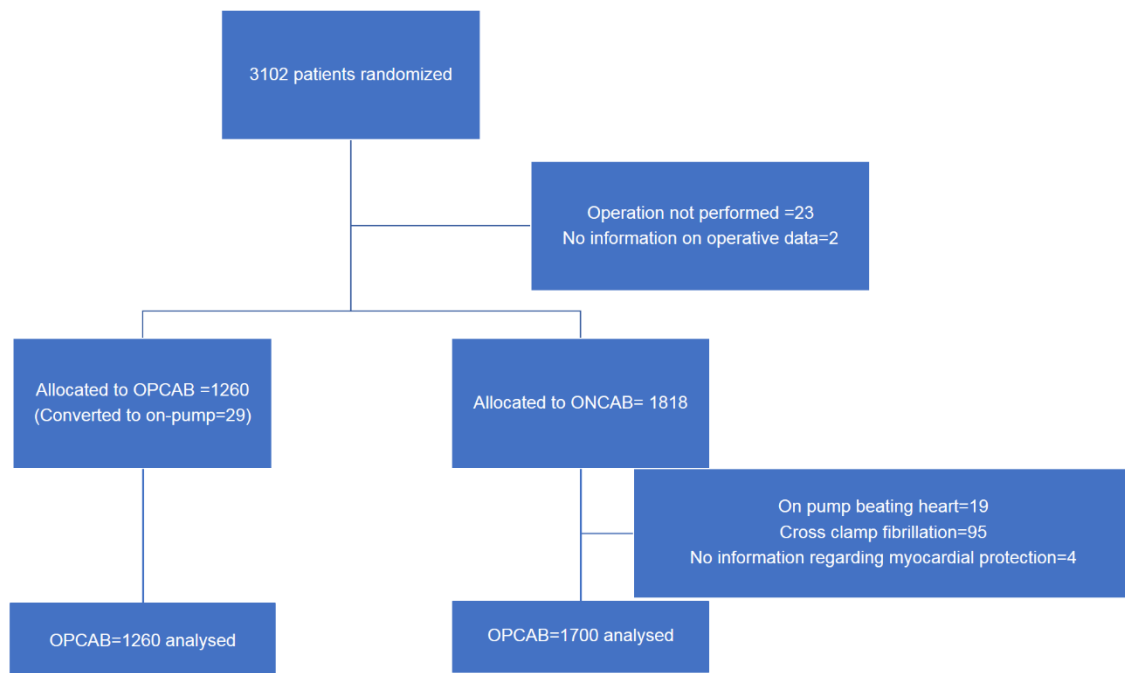 3102 patients randomized
Operation not performed =23
No information on operative data=2
Allocated to OPCAB =1260
(Converted to on-pump=29)
Allocated to ONCAB= 1818
On pump beating heart=19
Cross clamp fibrillation=95
No information regarding myocardial protection=4
OPCAB=1260 analysed
OPCAB=1700 analysed